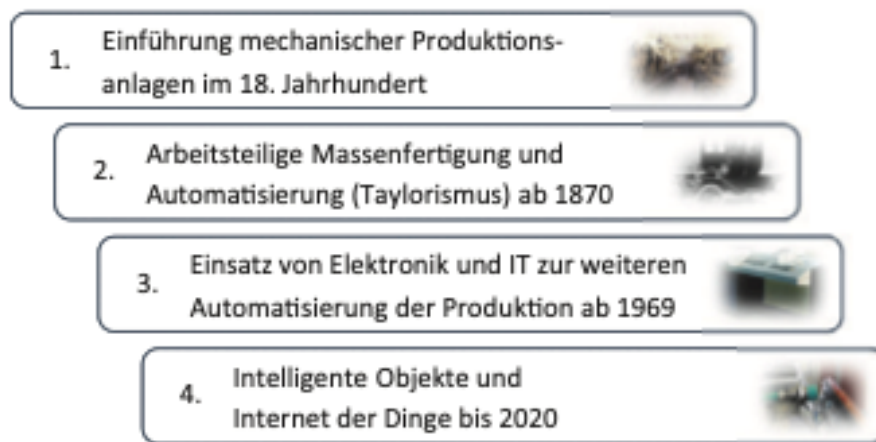 1. Einführung mechanischer Produktions-
anlagen im 18. Jahrhundert
2. Arbeitsteilige Massenfertigung und
Automatisierung (Taylorismus) ab 1870
3. Einsatz von Elektronik und IT zur weiteren
Automatisierung der Produktion ab 1969
4. Intelligente Objekte und
Internet der Dinge bis 2020